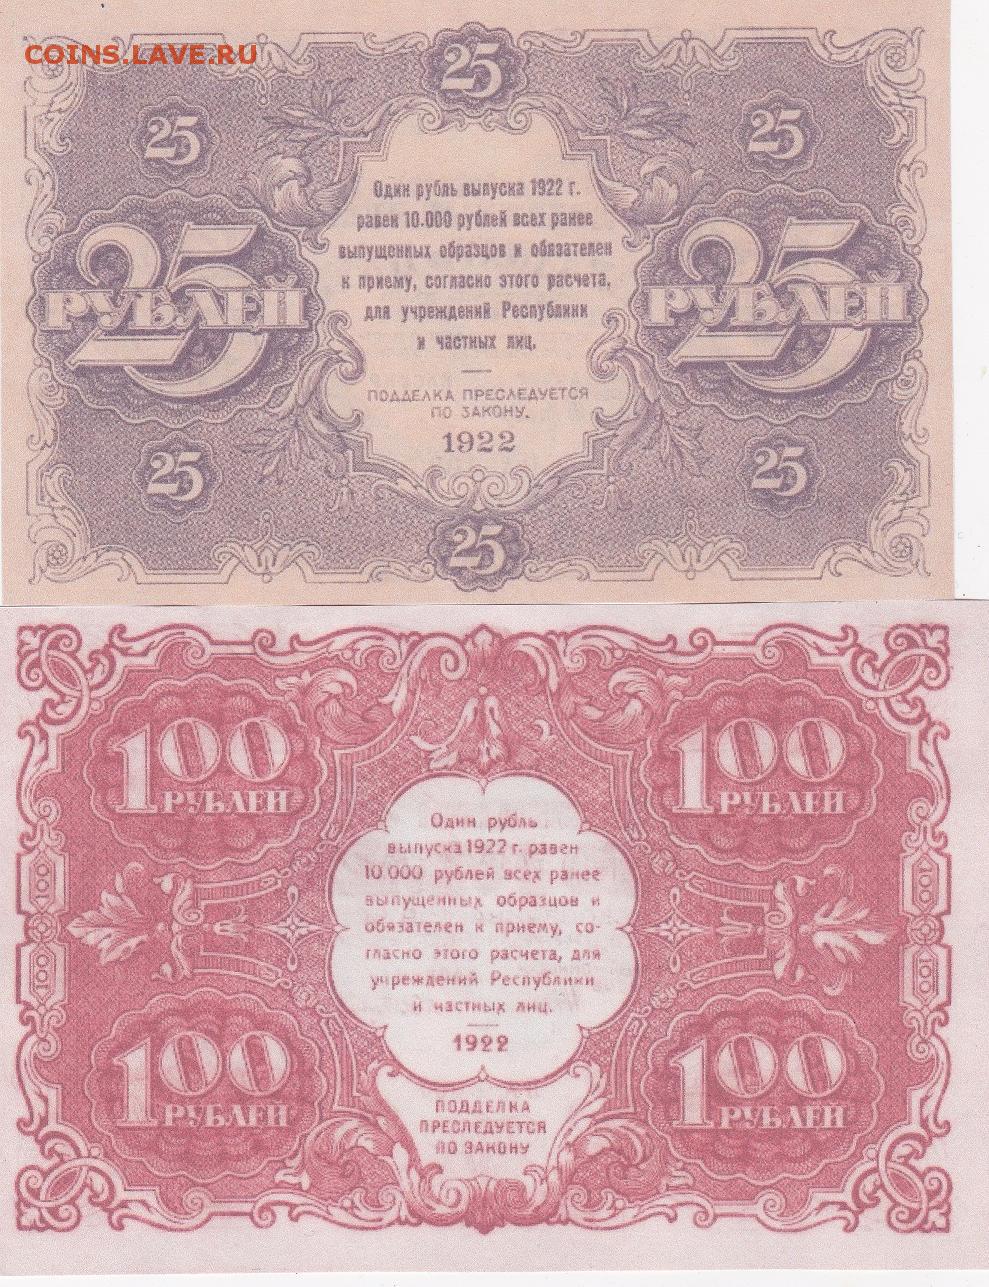 COINS.LAVE.RU
25
25
25
Один рубль выпуска 1922 г.
равен 10.000 рублей всех ранее
выпущенных образцов и обязателен
к приему, согласно этого расчета,
для учреждений Республики
и частных лиц.
25 РУБЛЕЙ
25 РУБЛЕЙ
ПОДДЕЛКА ПРЕСЛЕДУЕТСЯ
ПО ЗАКОНУ.
1922
25
25
25
100 РУБЛЕЙ
100 РУБЛЕЙ
Один рубль
выпуска 1922 г. равен
10.000 рублей всех ранее
выпущенных образцов и
обязателен к приему, со-
гласно этого расчета, для
учреждений Республики
и частных лиц.
1922
100
100
100
100
100 РУБЛЕЙ
100 РУБЛЕЙ
ПОДДЕЛКА
ПРЕСЛЕДУЕТСЯ
ПО ЗАКОНУ